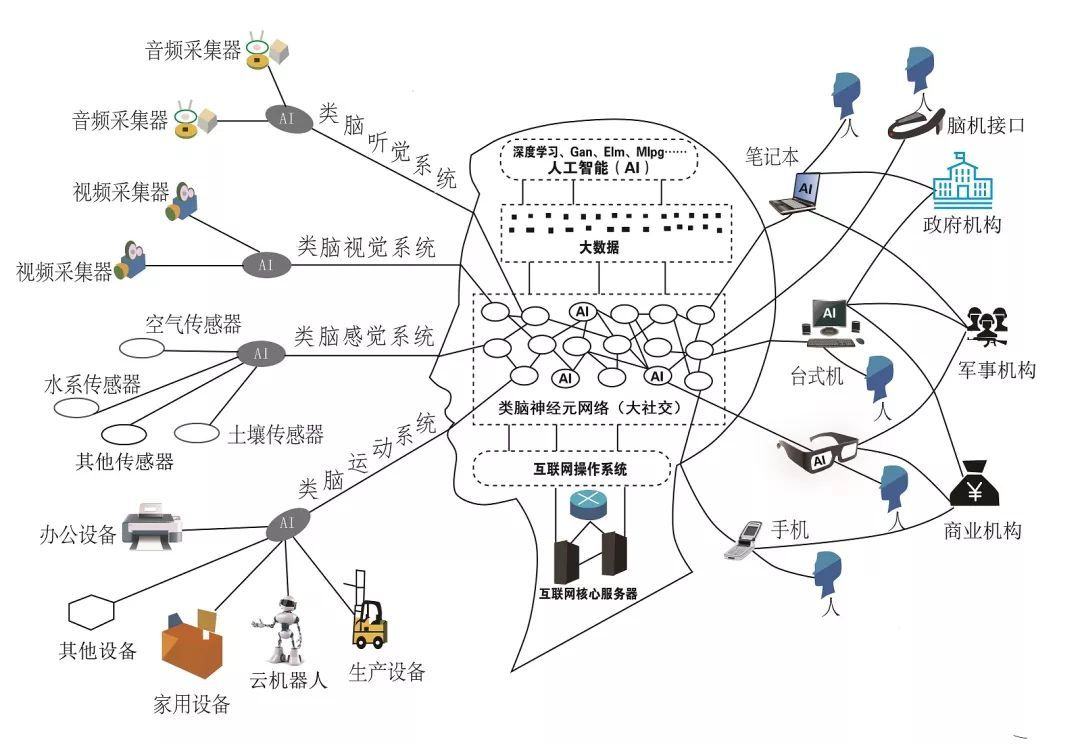 音频采集器
音频采集器
AI
类脑听觉系统
视频采集器
视频采集器
AI
类脑视觉系统
空气传感器
水系传感器
其他传感器
土壤传感器
AI
类脑感觉系统
类脑运动系统
AI
办公设备
其他设备
家用设备
云机器人
生产设备
深度学习、Gan、Elm、Mlpg……
人工智能（AI）
大数据
AI
AI
AI
类脑神经元网络（大社交）
互联网操作系统
互联网核心服务器
人
人
脑机接口
笔记本
AI
政府机构
AI
台式机
人
军事机构
AI
人
¥
商业机构
手机
人